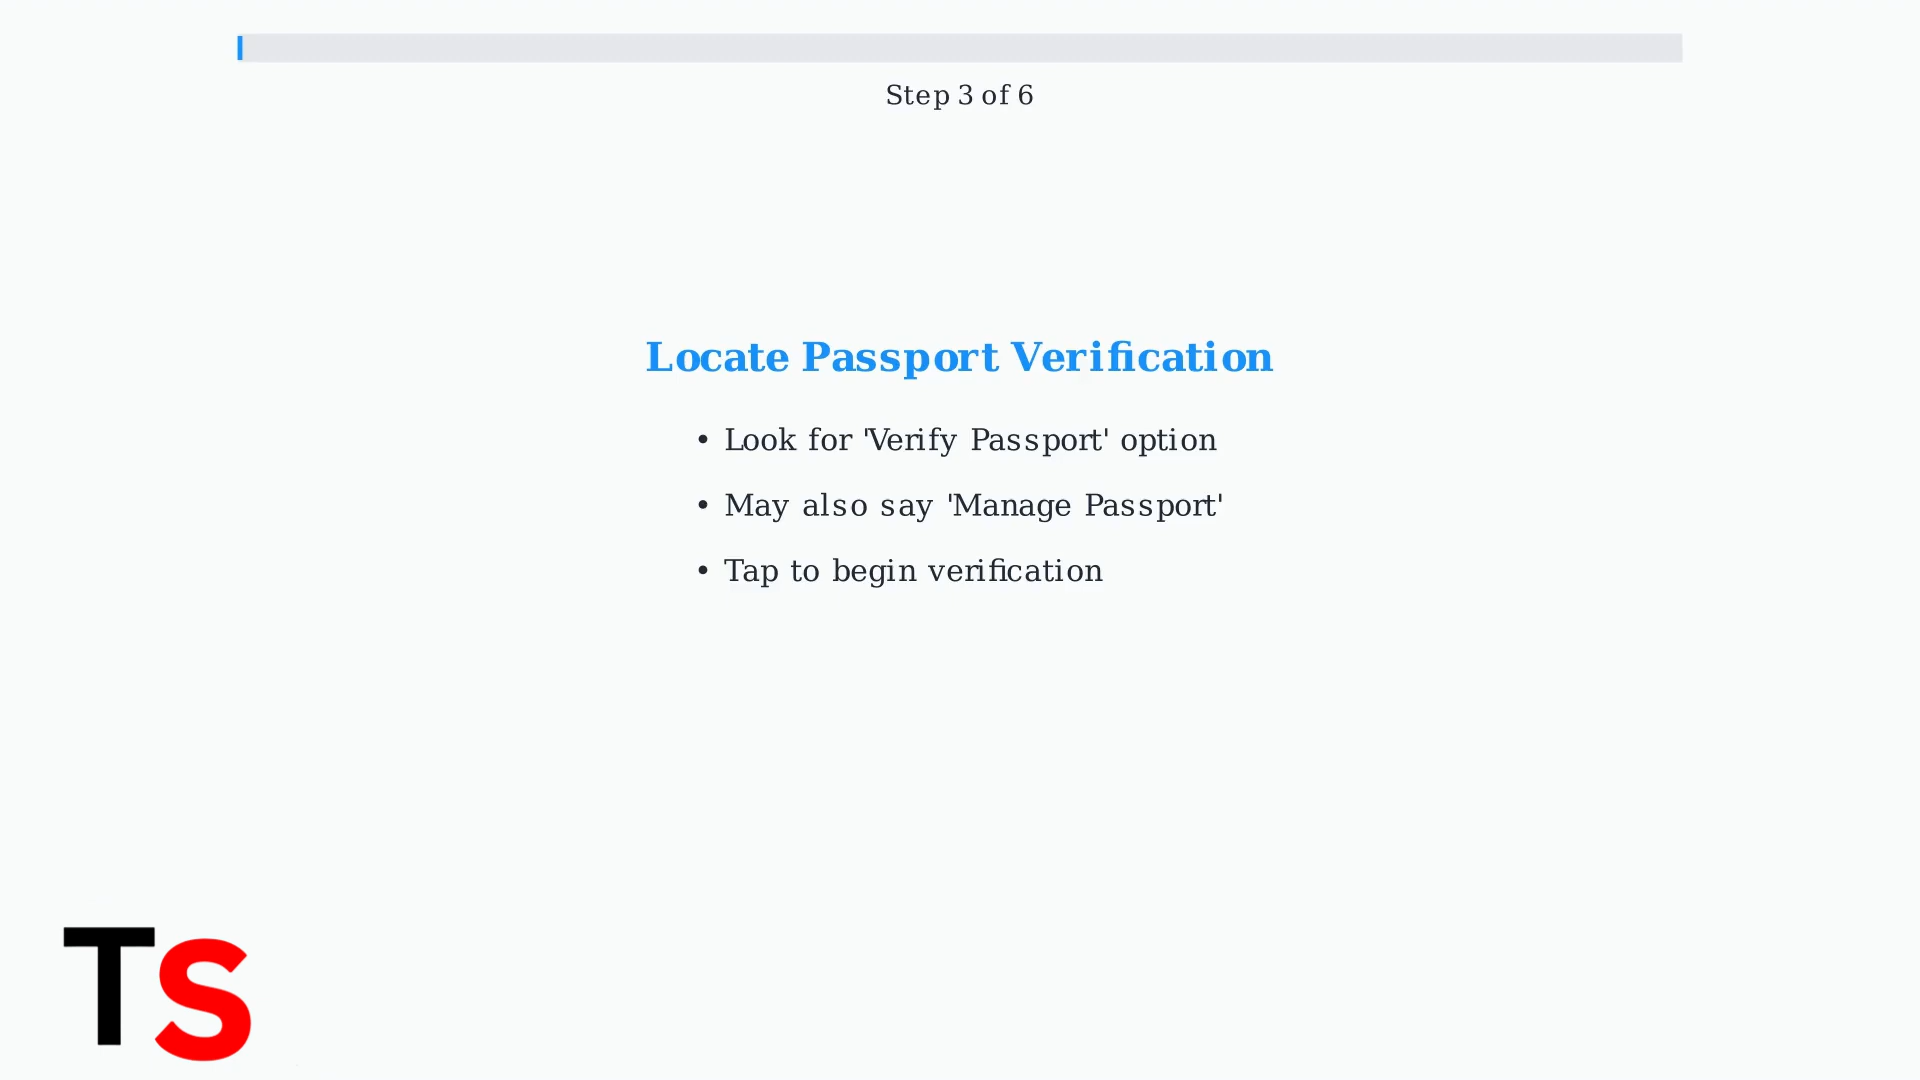 Step 3 of 6
Locate Passport Verification
• Look for 'Verify Passport' option
• May also say 'Manage Passport'
• Tap to begin verification
TS